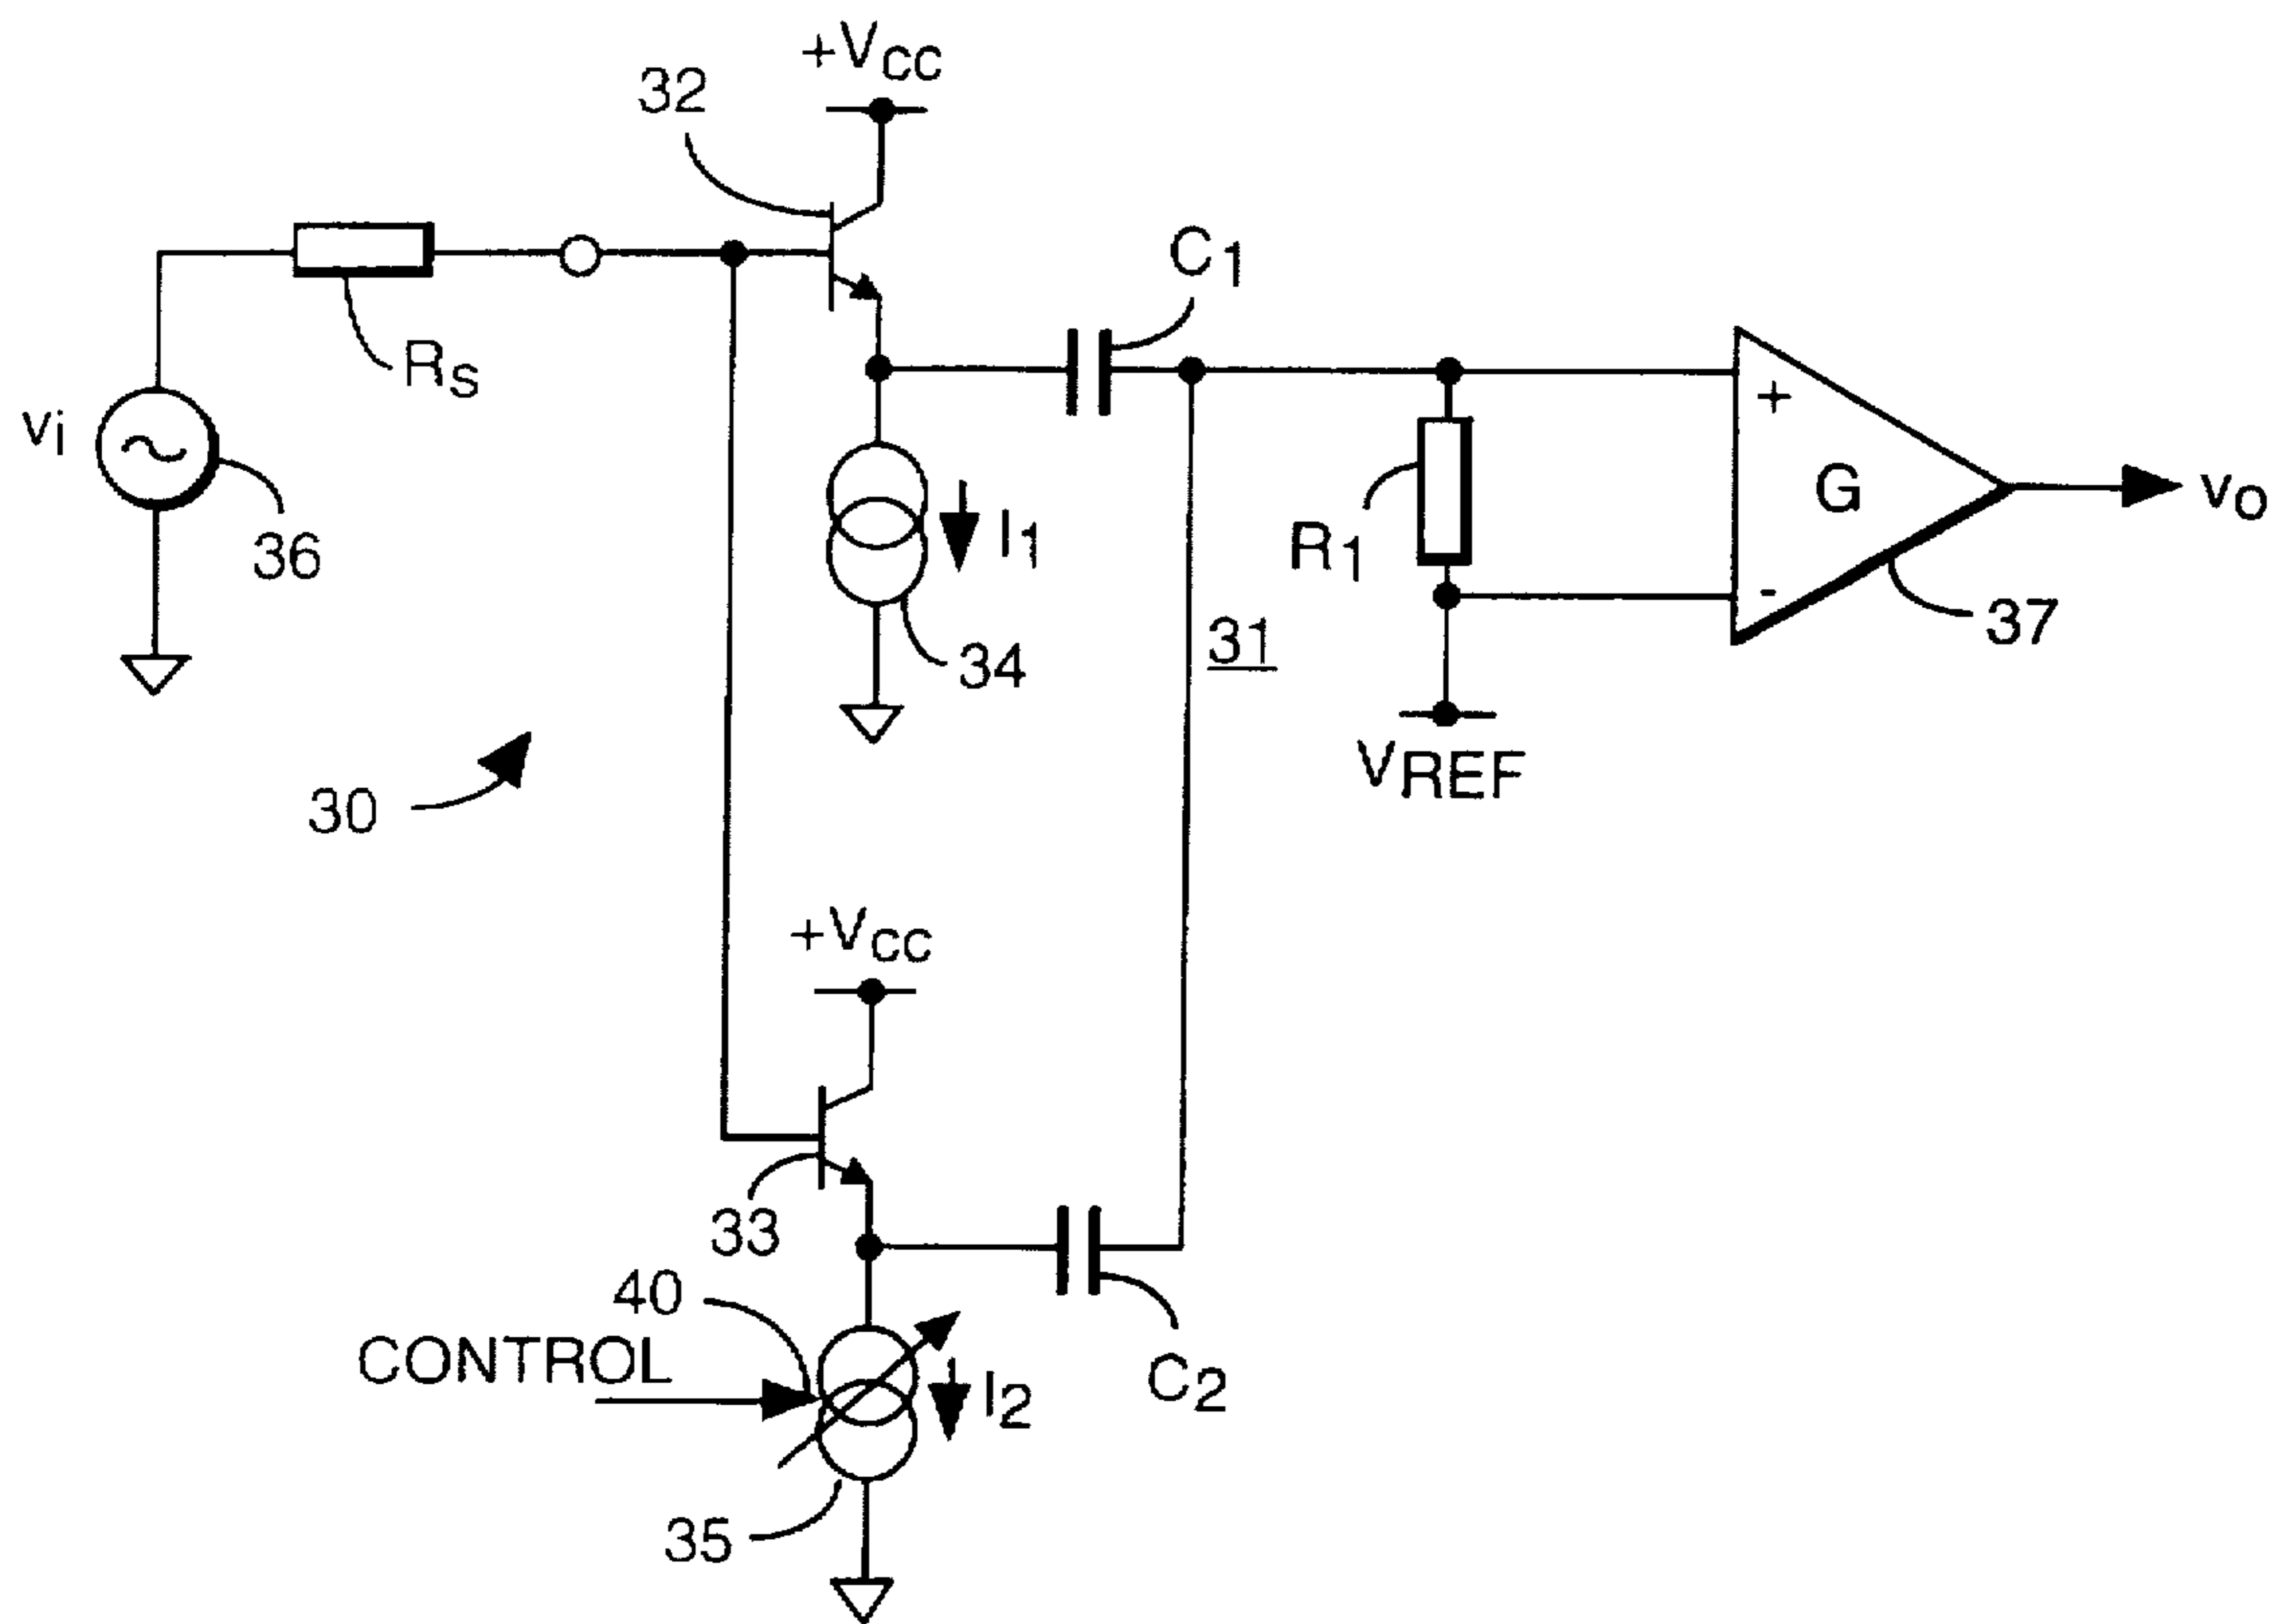 +VCC
32
C1
RS
vi
+
G
vo
I1
R1
36
-
37
31
34
VREF
30
+VCC
33
40
CONTROL
I2
C2
35